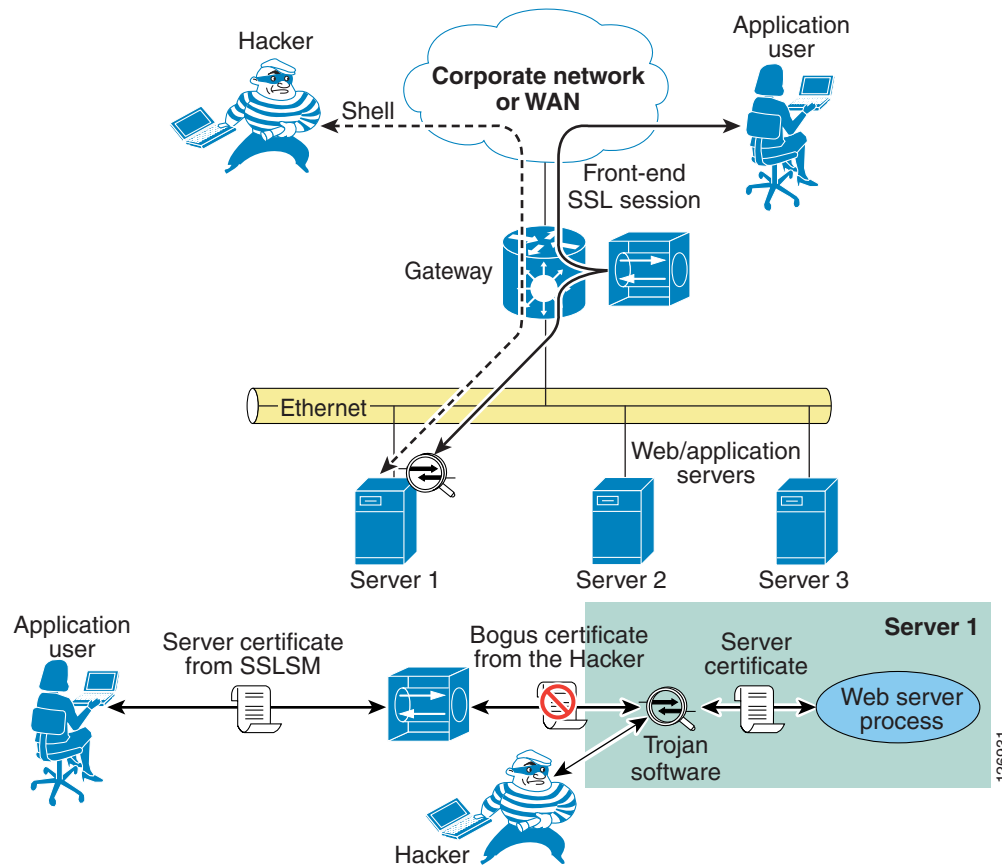 Hacker
Application
user
Corporate network
or WAN
Shell
Front-end
SSL session
Gateway
Ethernet
Web/application
servers
Server 1
Server 2
Server 3
Application
user
Server certificate
from SSLSM
Bogus certificate
from the Hacker
Server
certificate
Server 1
Web server
process
Trojan
software
Hacker
126931